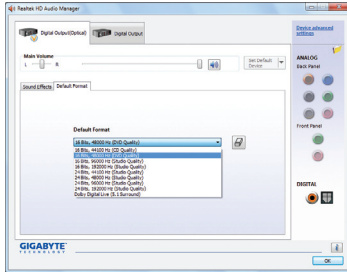 Realtek HD Audio Manager
Device advanced settings
Digital Output(Optical)
Digital Output
Main Volume
L
R
Set Default Device
ANALOG
Back Panel
Sound Effects
Default Format
Default Format
16 Bits, 48000 Hz (DVD Quality)
16 Bits, 44100 Hz (CD Quality)
16 Bits, 48000 Hz (DVD Quality)
16 Bits, 96000 Hz (Studio Quality)
16 Bits, 192000 Hz (Studio Quality)
24 Bits, 44100 Hz (Studio Quality)
24 Bits, 48000 Hz (Studio Quality)
24 Bits, 96000 Hz (Studio Quality)
24 Bits, 192000 Hz (Studio Quality)
Dolby Digital Live (5.1 Surround)
Front Panel
DIGITAL
GIGABYTE
TECHNOLOGY
OK